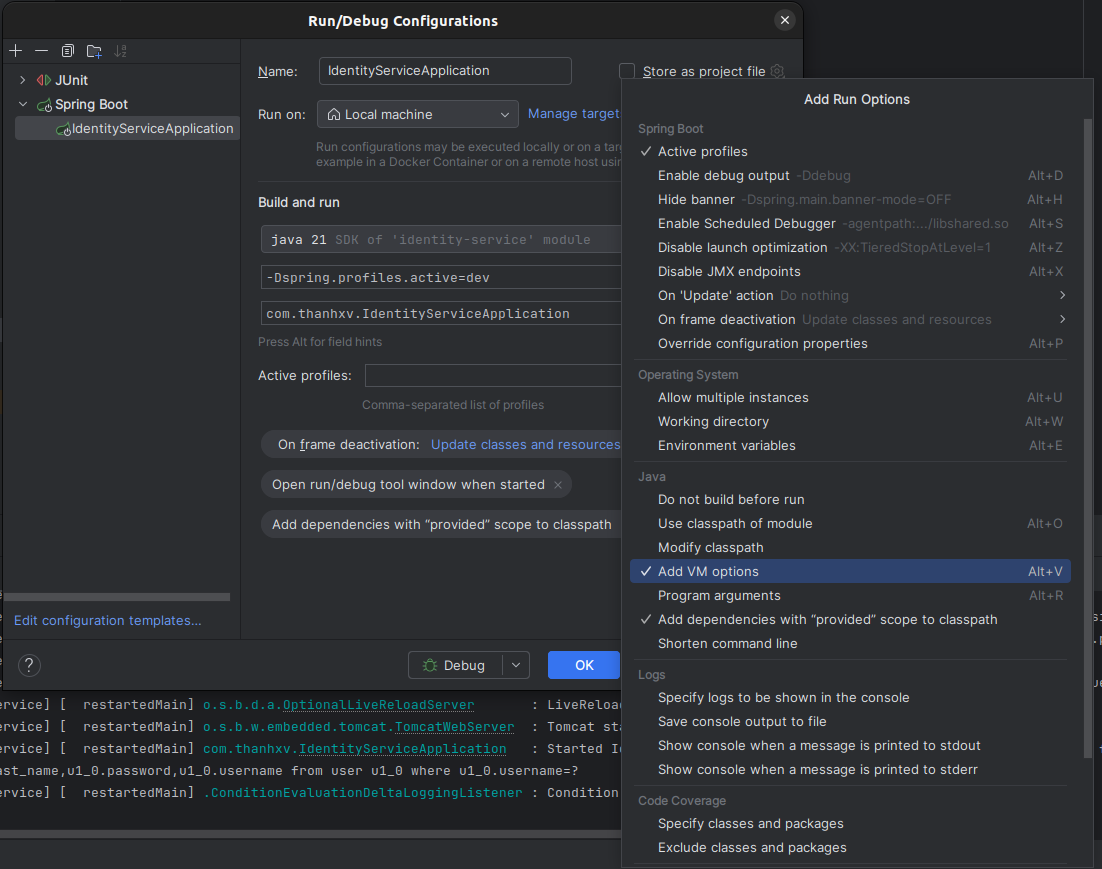 Run/Debug Configurations
JUnit
Spring Boot
IdentityServiceApplication
Edit configuration templates...
Name: IdentityServiceApplication
Store as project file
Run on: Local machine Manage target
Run configurations may be executed locally or on a
example in a Docker Container or on a remote host
Build and run
java 21 SDK of 'identity-service' module
-Dspring.profiles.active=dev
com.thanhxv.IdentityServiceApplication
Press Alt for field hints
Active profiles:
Comma-separated list of profiles
On frame deactivation: Update classes and resources
Open run/debug tool window when started ×
Add dependencies with “provided” scope to classpath
? Debug OK
Add Run Options
Spring Boot
✓ Active profiles
Enable debug output -Ddebug Alt+D
Hide banner -Dspring.main.banner-mode=OFF Alt+H
Enable Scheduled Debugger -agentpath:.../libshared.so Alt+S
Disable launch optimization -XX:TieredStopAtLevel=1 Alt+Z
Disable JMX endpoints Alt+X
On 'Update' action Do nothing
On frame deactivation Update classes and resources
Override configuration properties Alt+P
Operating System
Allow multiple instances Alt+U
Working directory Alt+W
Environment variables Alt+E
Java
Do not build before run
Use classpath of module Alt+O
Modify classpath
✓ Add VM options Alt+V
Program arguments Alt+R
✓ Add dependencies with “provided” scope to classpath
Shorten command line
Logs
Specify logs to be shown in the console
Save console output to file
Show console when a message is printed to stdout
Show console when a message is printed to stderr
Code Coverage
Specify classes and packages
Exclude classes and packages
ervice] [ restartedMain] o.s.b.d.a.OptionalLiveReloadServer : LiveReload
ervice] [ restartedMain] o.s.b.w.embedded.tomcat.TomcatWebServer : Tomcat sta
ervice] [ restartedMain] com.thanhxv.IdentityServiceApplication : Started I
ast_name,u1_0.password,u1_0.username from user u1_0 where u1_0.username=?
ervice] [ restartedMain] .ConditionEvaluationDeltaLoggingListener : Condition